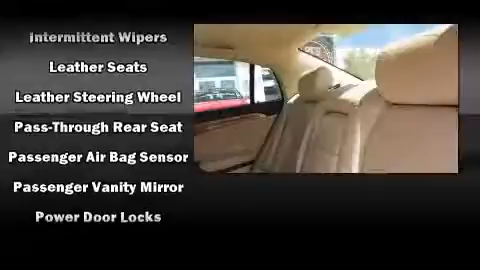 Intermittent Wipers
Leather Seats
Leather Steering Wheel
Pass-Through Rear Seat
Passenger Air Bag Sensor
Passenger Vanity Mirror
Power Door Locks